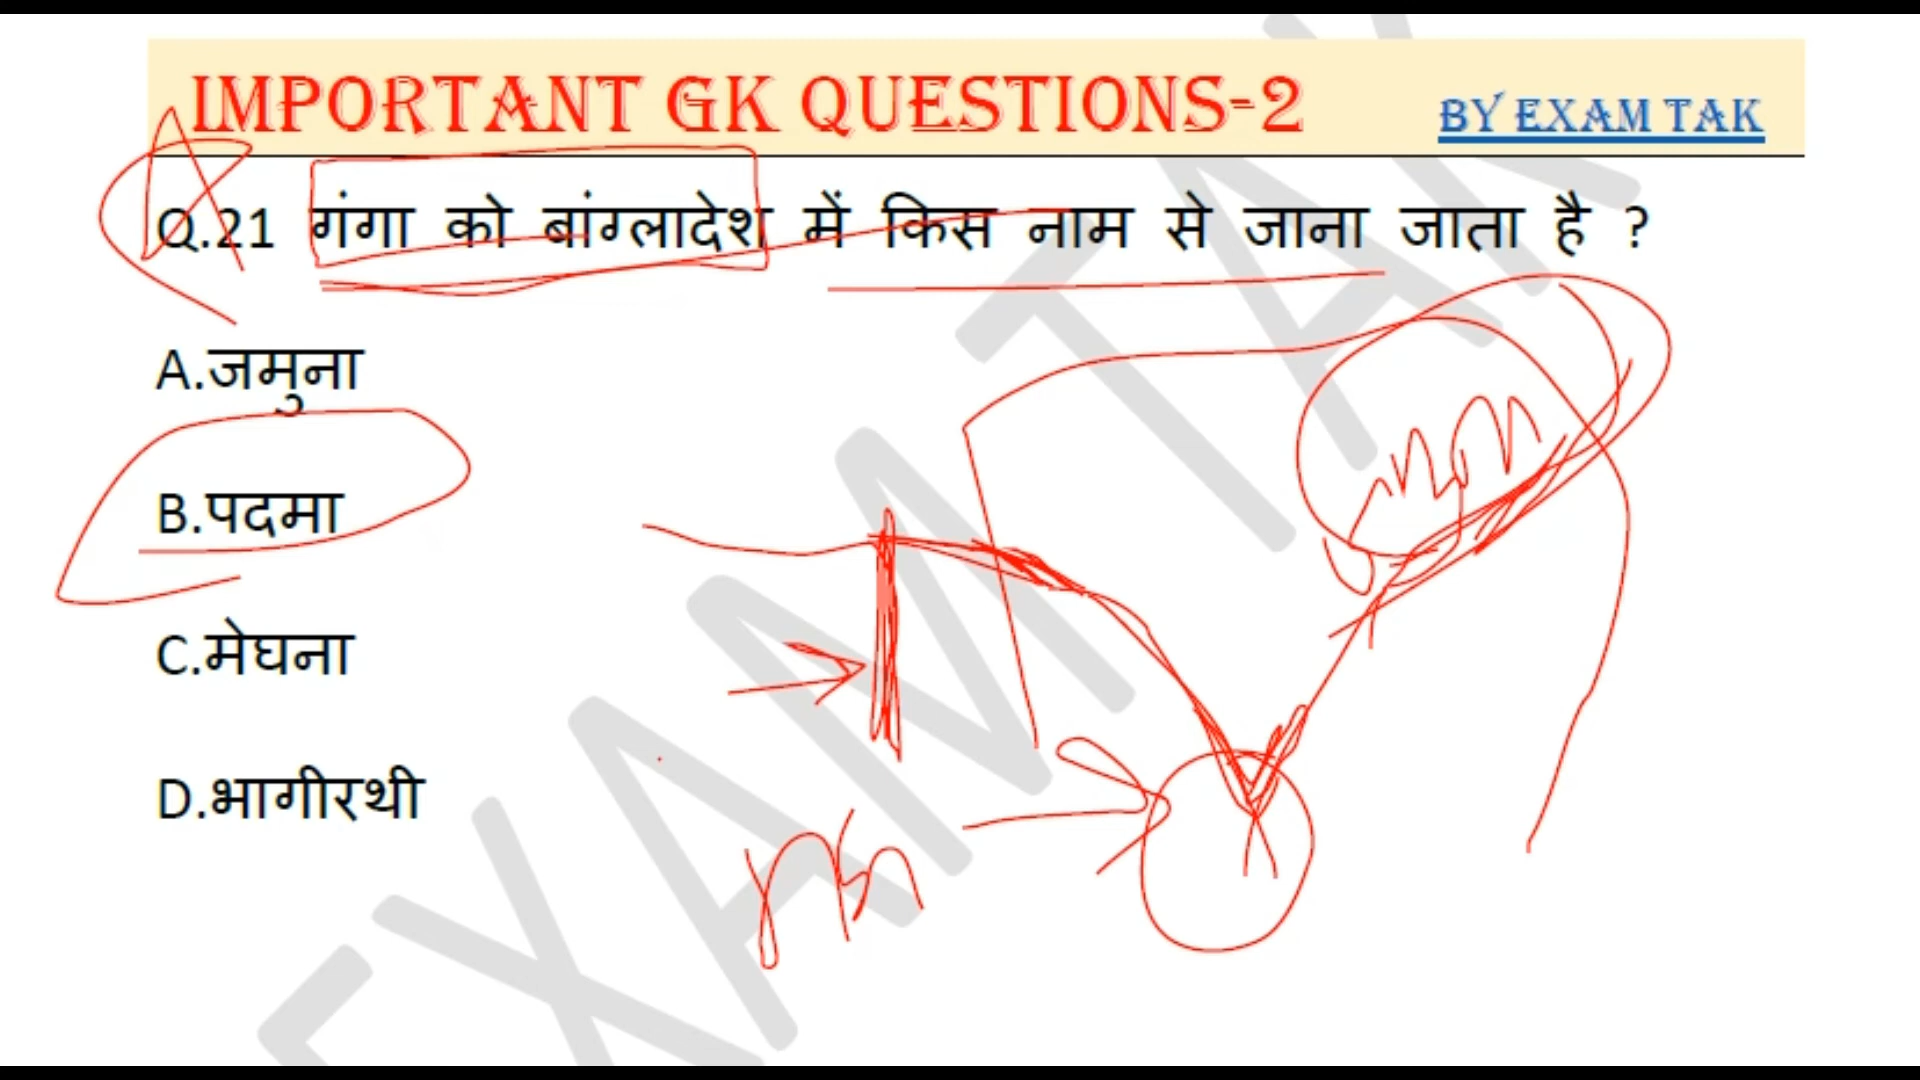 IMPORTANT GK QUESTIONS-2
BY EXAM TAK
Q.21 गंगा को बांग्लादेश में किस नाम से जाना जाता है ?
A.जमुना
B.पदमा
C.मेघना
D.भागीरथी
EXAM TAK